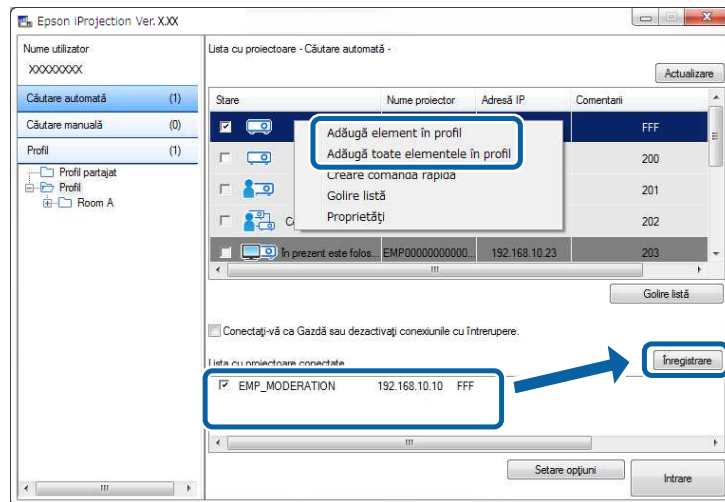 Epson iProjection Ver. X.XX
Nume utilizator
XXXXXXXX
Căutare automată (1)
Căutare manuală (0)
Profil (1)
Profil partajat
Profil
Room A
Lista cu proiectoare - Căutare automată -
Actualizare
Stare Nume proiector Adresă IP Comentarii
FFF
200
201
202
În prezent este folos... EMP00000000000... 192.168.10.23 203
Adăugă element în profil
Adăugă toate elementele în profil
Creare comandă rapidă
Golire listă
Proprietăţi
Golire listă
Conectaţi-vă ca Gazdă sau dezactivaţi conexiunile cu întrerupere.
Lista cu proiectoare conectate
Înregistrare
EMP_MODERATION 192.168.10.10 FFF
Setare opţiuni
Intrare